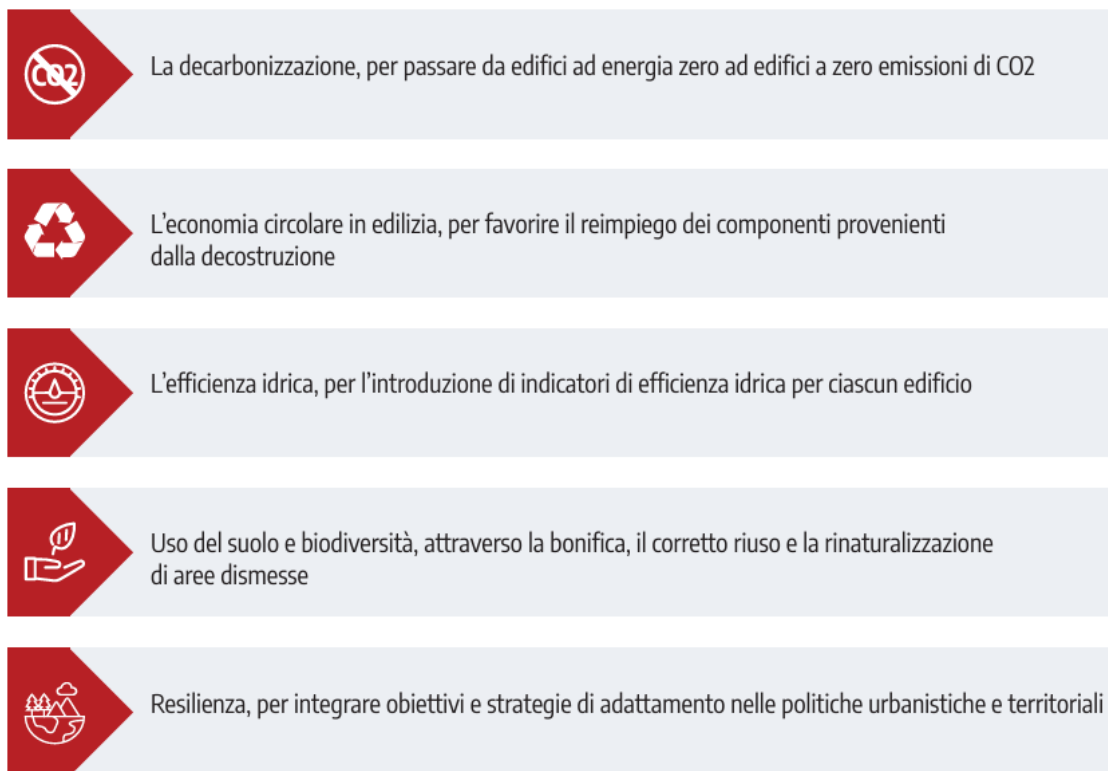 CO2
La decarbonizzazione, per passare da edifici ad energia zero ad edifici a zero emissioni di CO2
L’economia circolare in edilizia, per favorire il reimpiego dei componenti provenienti
dalla decostruzione
L’efficienza idrica, per l’introduzione di indicatori di efficienza idrica per ciascun edificio
Uso del suolo e biodiversità, attraverso la bonifica, il corretto riuso e la rinaturalizzazione
di aree dismesse
Resilienza, per integrare obiettivi e strategie di adattamento nelle politiche urbanistiche e territoriali